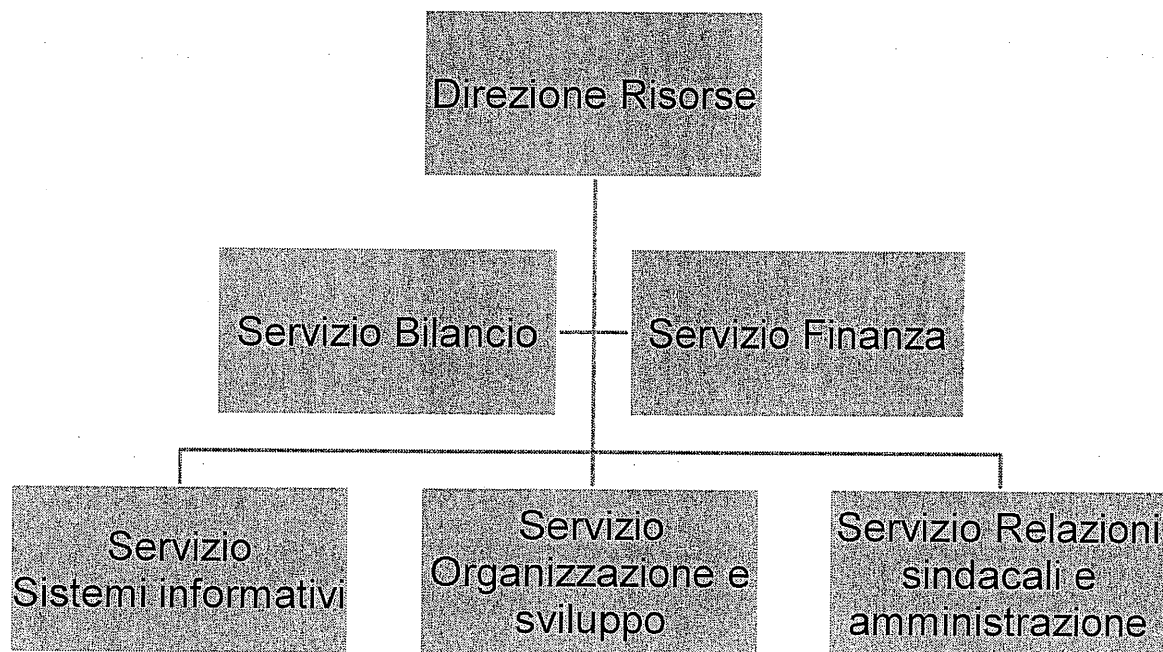 Direzione Risorse
Servizio Bilancio
Servizio Finanza
Servizio
Sistemi informativi
Servizio
Organizzazione e
sviluppo
Servizio Relazioni
sindacali e
amministrazione